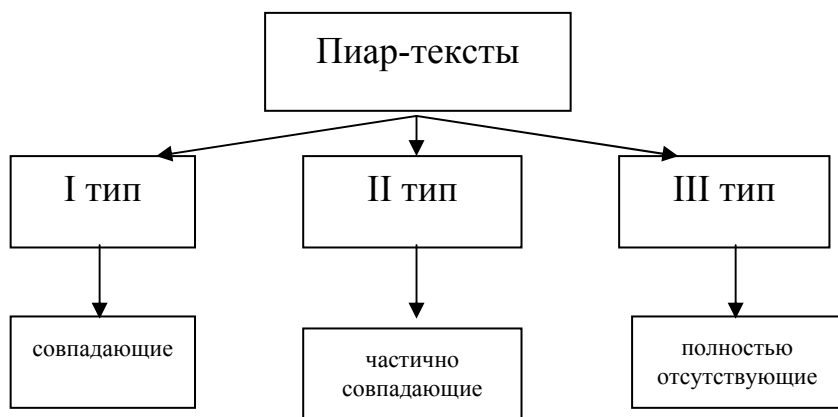 Пиар-тексты
I тип
II тип
III тип
совпадающие
частично
совпадающие
полностью
отсутствующие